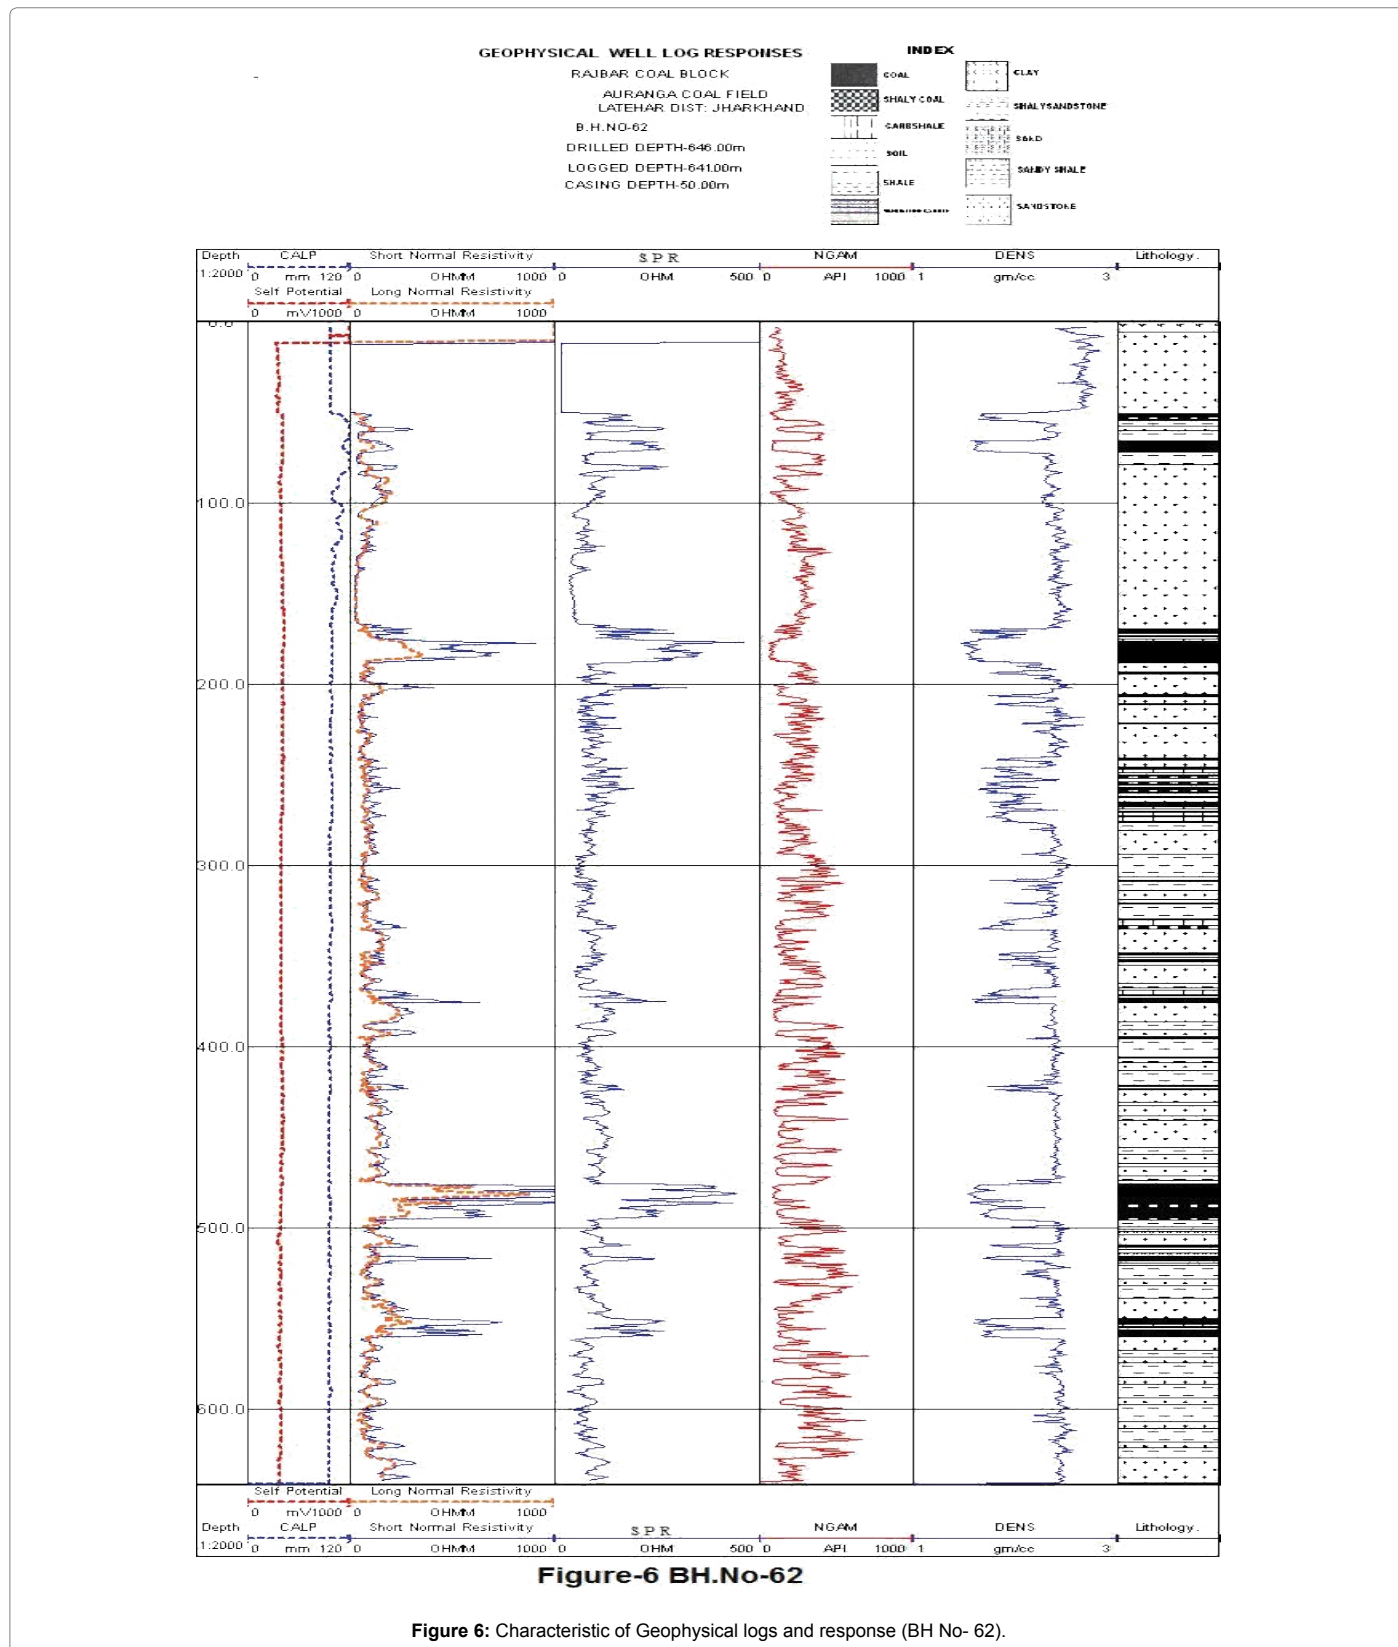 GEOPHYSICAL WELL LOG RESPONSES
RAJBAR COAL BLOCK
AURANGA COAL FIELD
LATEHAR DIST: JHARKHAND
B.H.NO-62
DRILLED DEPTH-646.00m
LOGGED DEPTH-641.00m
CASING DEPTH-50.00m
INDEX
COAL
SHALY COAL
CARBSHALE
SOIL
SHALE
CLAY
SHALYSANDSTONE
SAND
SANDY SHALE
SANDSTONE
Depth CALP Short Normal Resistivity SPR NGAM DENS Lithology.
1:2000 0 mm 120 0 OHMM 1000 0 OHM 500 0 API 1000 1 gm/cc 3
Self Potential Long Normal Resistivity
0 mV1000 0 OHMM 1000
0.0
100.0
200.0
300.0
400.0
500.0
600.0
Self Potential Long Normal Resistivity
0 mV1000 0 OHMM 1000
Depth CALP Short Normal Resistivity SPR NGAM DENS Lithology.
1:2000 0 mm 120 0 OHMM 1000 0 OHM 500 0 API 1000 1 gm/cc 3
Figure-6 BH.No-62
Figure 6: Characteristic of Geophysical logs and response (BH No- 62).